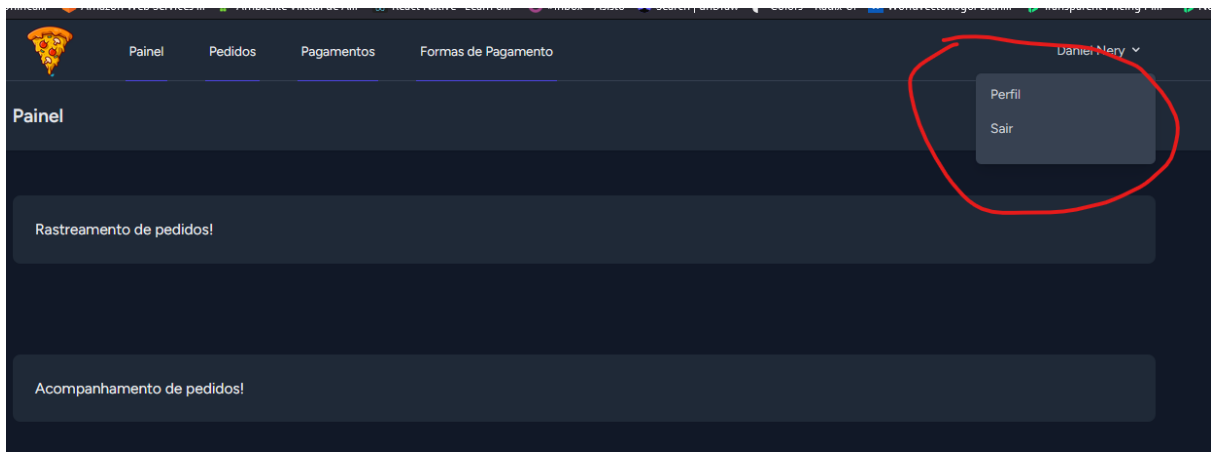 Painel Pedidos Pagamentos Formas de Pagamento Daniel Nery
Perfil
Painel
Sair
Rastreamento de pedidos!
Acompanhamento de pedidos!